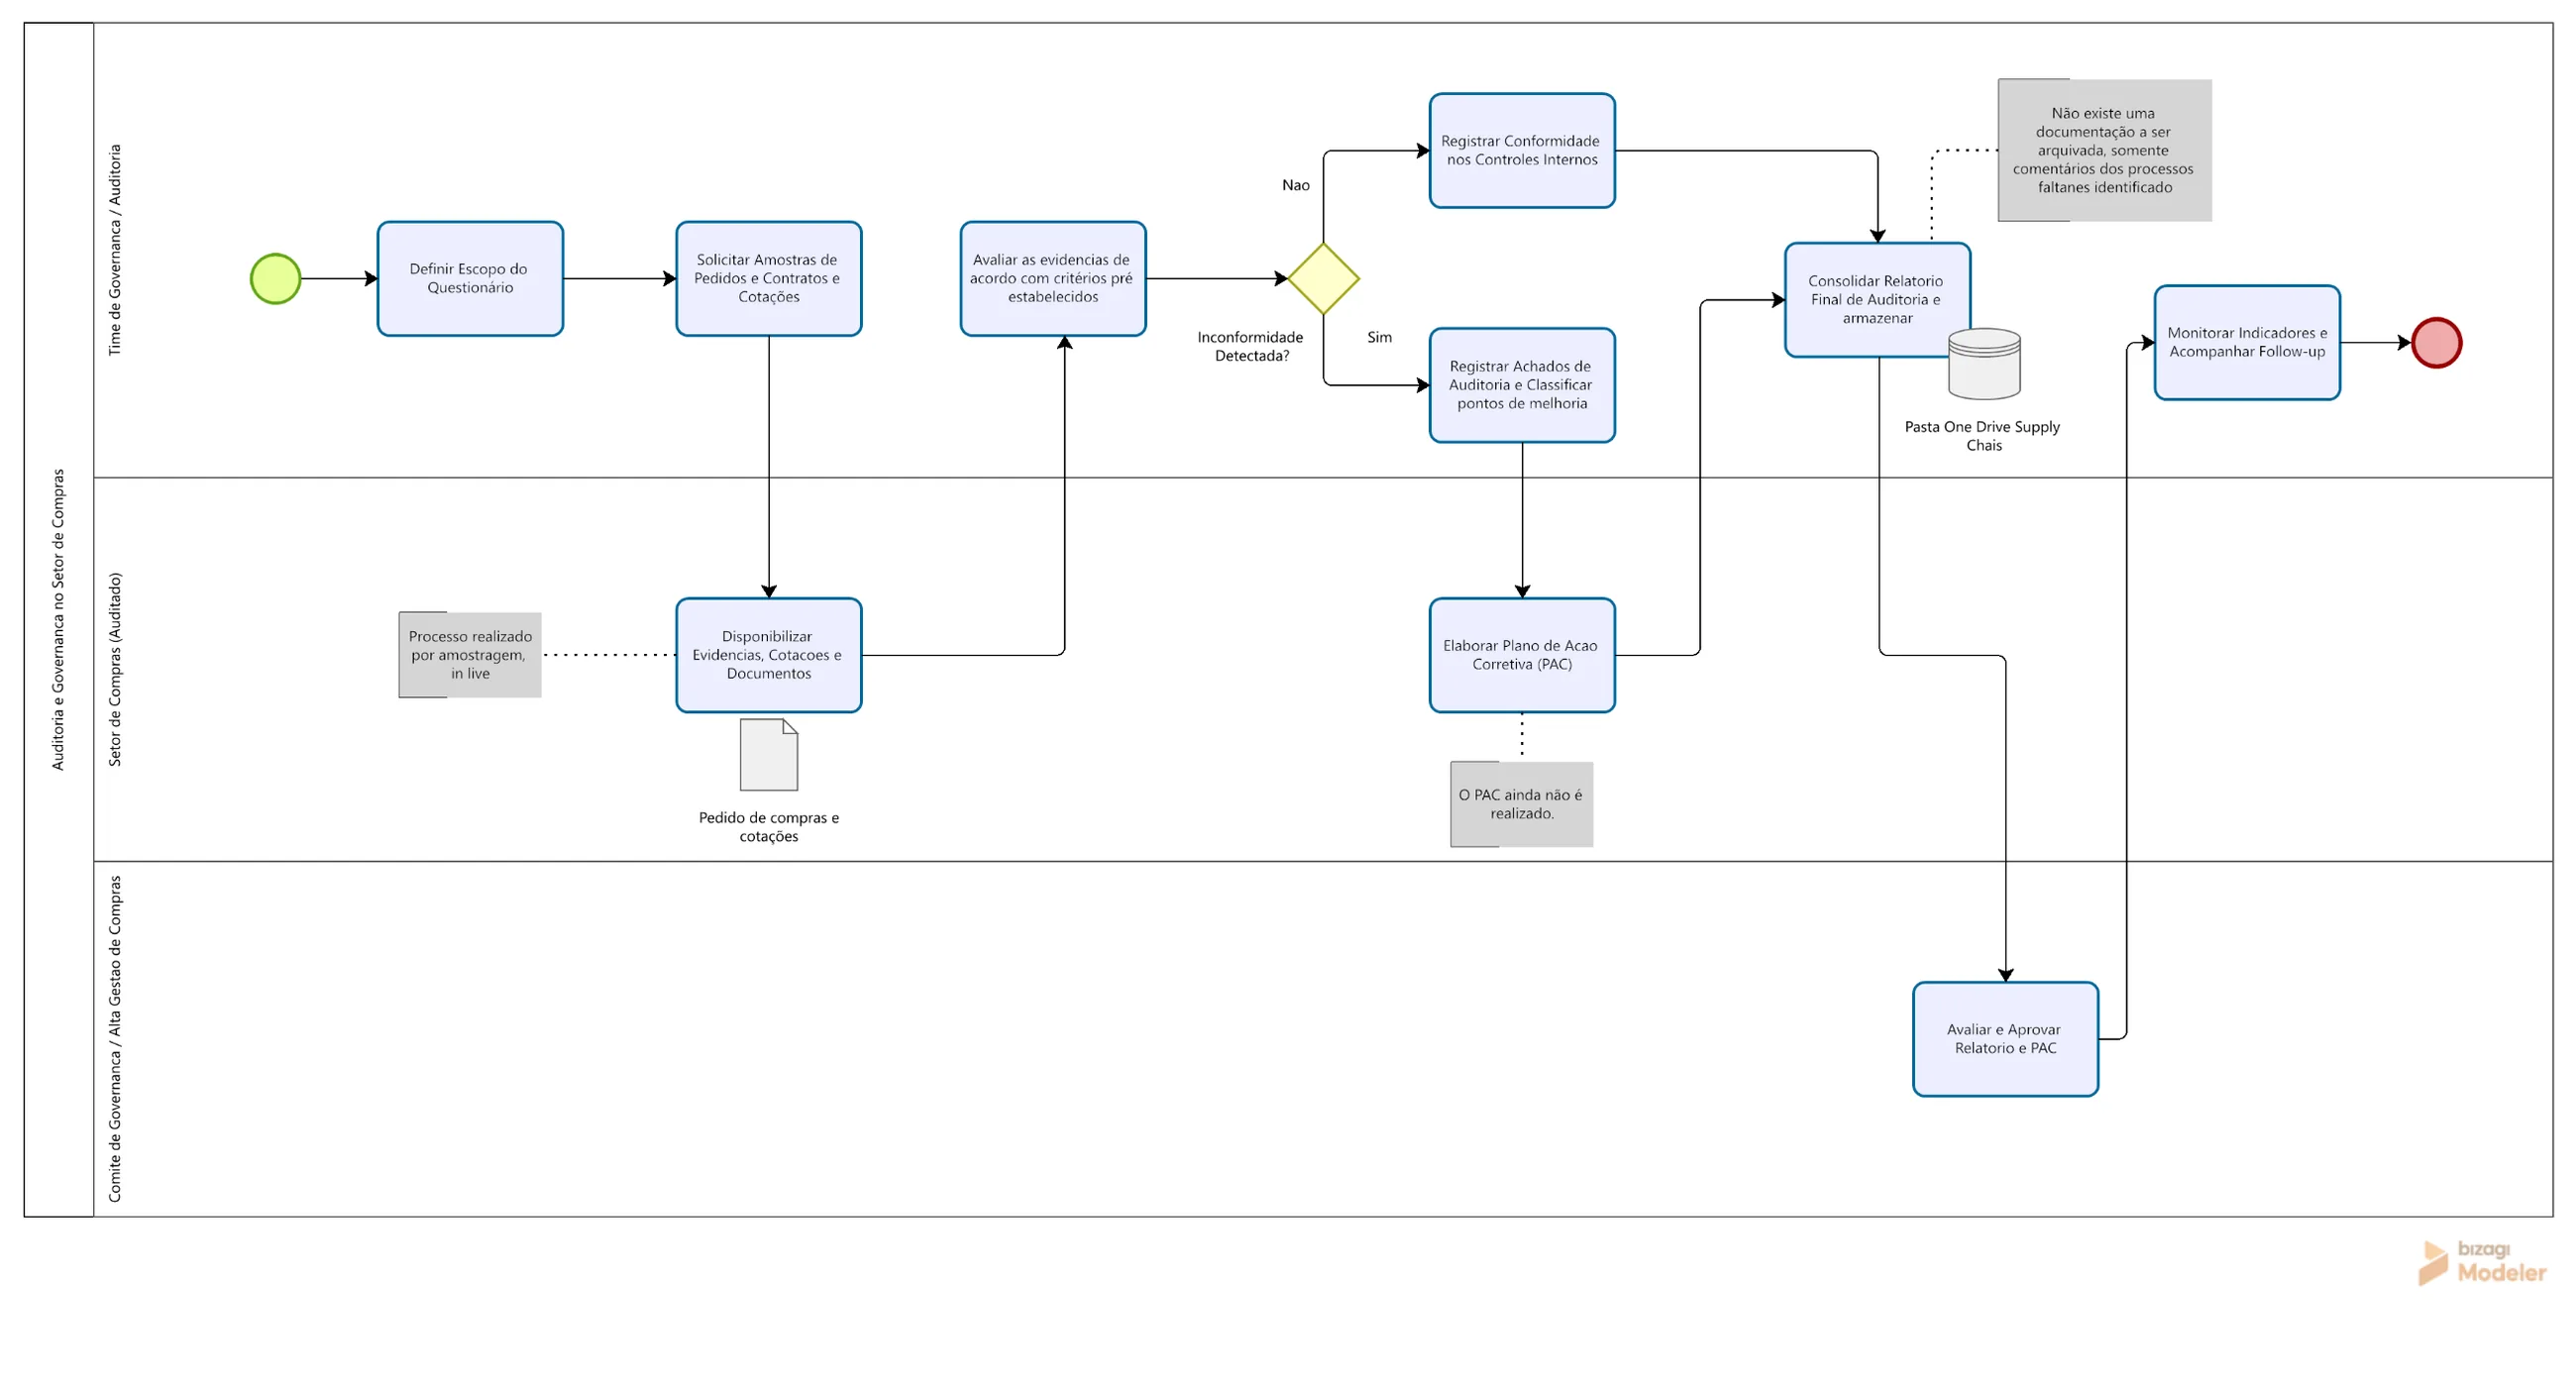 Auditoria e Governanca no Setor de Compras
Time de Governanca / Auditoria
Definir Escopo do
Questionário
Solicitar Amostras de
Pedidos e Contratos e
Cotações
Avaliar as evidencias de
acordo com critérios pré
estabelecidos
Inconformidade
Detectada?
Nao
Sim
Registrar Conformidade
nos Controles Internos
Registrar Achados de
Auditoria e Classificar
pontos de melhoria
Não existe uma
documentação a ser
arquivada, somente
comentários dos processos
faltanes identificado
Consolidar Relatorio
Final de Auditoria e
armazenar
Pasta One Drive Supply
Chais
Monitorar Indicadores e
Acompanhar Follow-up
Setor de Compras (Auditado)
Processo realizado
por amostragem,
in live
Disponibilizar
Evidencias, Cotacoes e
Documentos
Pedido de compras e
cotações
Elaborar Plano de Acao
Corretiva (PAC)
O PAC ainda não é
realizado.
Comite de Governanca / Alta Gestao de Compras
Avaliar e Aprovar
Relatorio e PAC
bizagi
Modeler